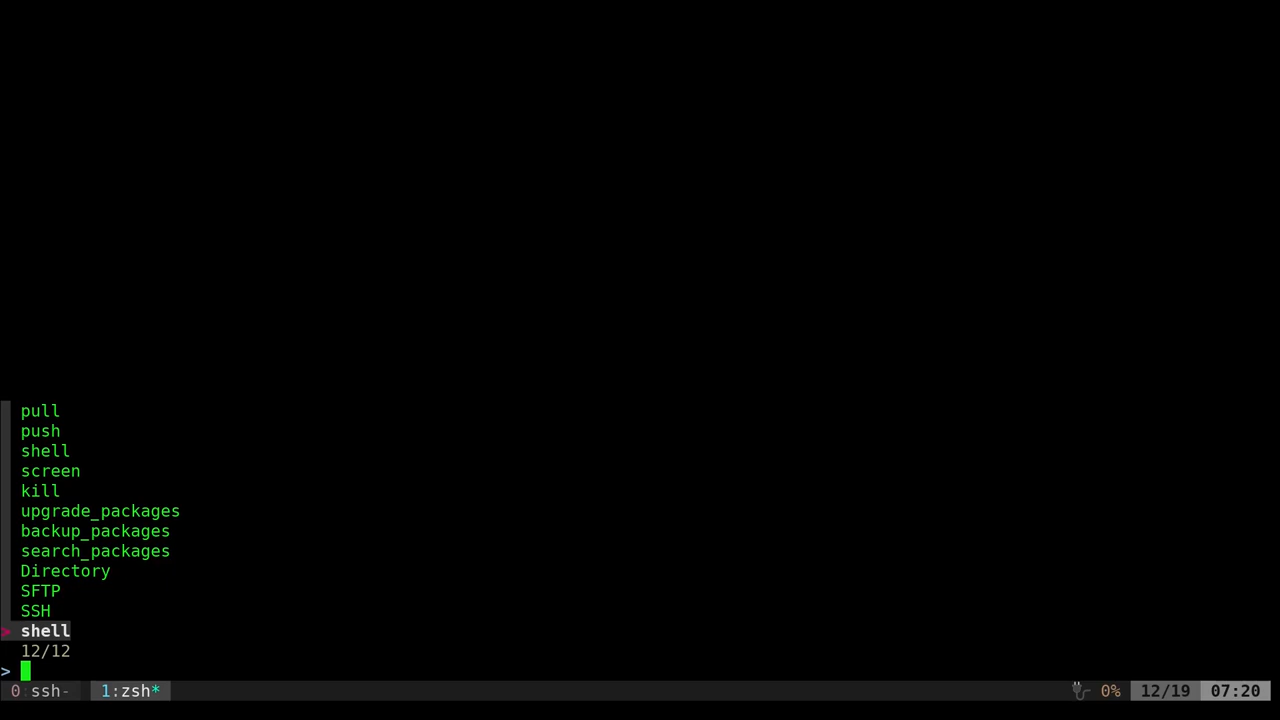 pull
push
shell
screen
kill
upgrade_packages
backup_packages
search_packages
Directory
SFTP
SSH
> shell
12/12
>
0 ssh- 1:zsh* 0% 12/19 07:20